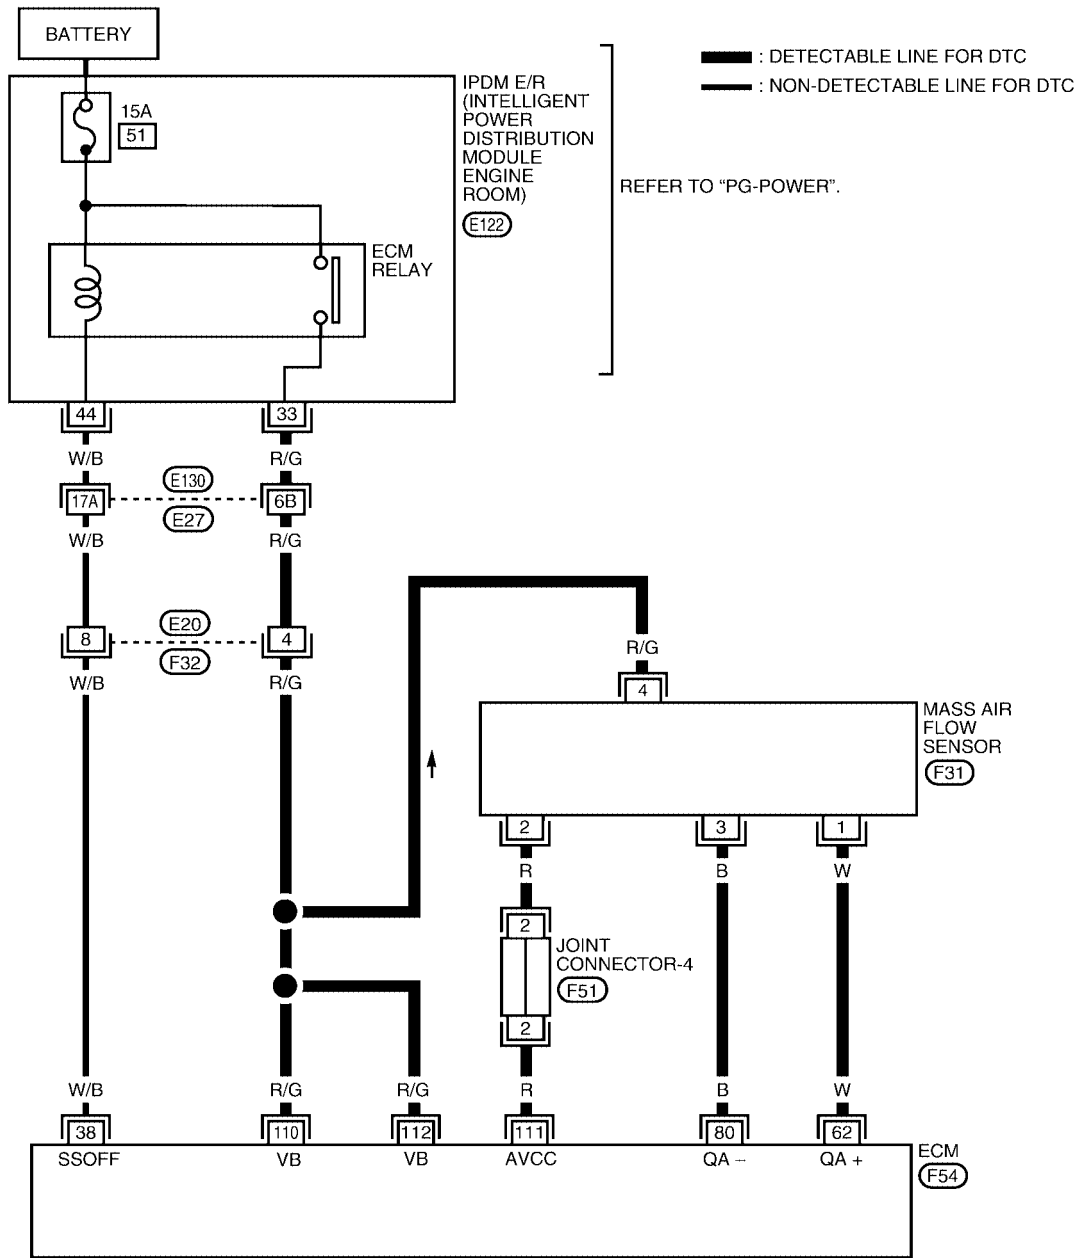 BATTERY
: DETECTABLE LINE FOR DTC
: NON-DETECTABLE LINE FOR DTC
15A
51
IPDM E/R
(INTELLIGENT
POWER
DISTRIBUTION
MODULE
ENGINE
ROOM)
E122
REFER TO “PG-POWER”.
ECM
RELAY
44
33
W/B
R/G
E130
17A
6B
E27
W/B
R/G
E20
8
4
F32
W/B
R/G
R/G
4
MASS AIR
FLOW
SENSOR
F31
2
3
1
R
B
W
2
JOINT
CONNECTOR-4
F51
2
W/B
R/G
R/G
R
B
W
38
110
112
111
80
62
SSOFF
VB
VB
AVCC
QA −
QA +
ECM
F54